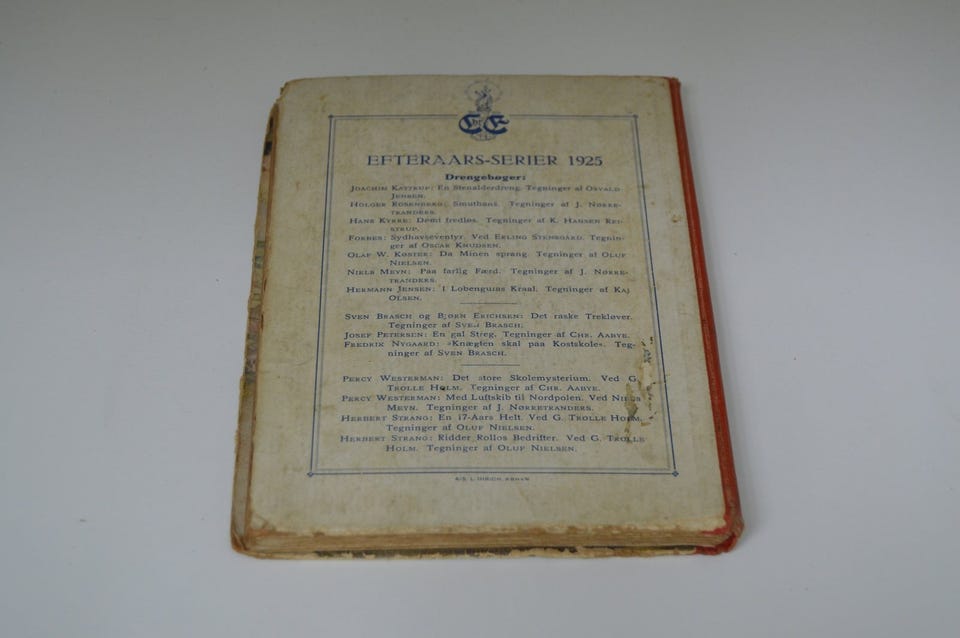 EFTERAARS-SERIER 1925
Drengebøger:
JOACHIM KATTRUP: En Stenalderdreng. Tegninger af OSVALD
JENSEN.
HOLGER ROSENBERG: Smuthans. Tegninger af J. NØRRE-
TRANDERS.
HANS KYRRE: Dømt fredløs. Tegninger af K. HANSEN REI-
STRUP.
FORBES: Sydhavseventyr. Ved ERLING STENSGÅRD. Tegnin-
ger af OSCAR KNUDSEN.
OLAF W. KØSTER: Da Minen sprang. Tegninger af OLUF
NIELSEN.
NIELS MEYN: Paa farlig Færd. Tegninger af J. NØRRE-
TRANDERS.
HERMANN JENSEN: I Lobengulas Kraal. Tegninger af KAJ
OLSEN.
SVEN BRASCH OG BJØRN ERICHSEN: Det raske Trekløver.
Tegninger af SVEN BRASCH.
JOSEF PETERSEN: En gal Streg. Tegninger af CHR. AABYE.
FREDRIK NYGAARD: »Knægten skal paa Kostskole«. Teg-
ninger af SVEN BRASCH.
PERCY WESTERMAN: Det store Skolemysterium. Ved G.
TROLLE HOLM. Tegninger af CHR. AABYE.
PERCY WESTERMAN: Med Luftskib til Nordpolen. Ved NIELS
MEYN. Tegninger af J. NØRRETRANDERS.
HERBERT STRANG: En 17-Aars Helt. Ved G. TROLLE HOLM.
Tegninger af OLUF NIELSEN.
HERBERT STRANG: Ridder Rollos Bedrifter. Ved G. TROLLE
HOLM. Tegninger af OLUF NIELSEN.
A/S L. IHRICH, KBHVN